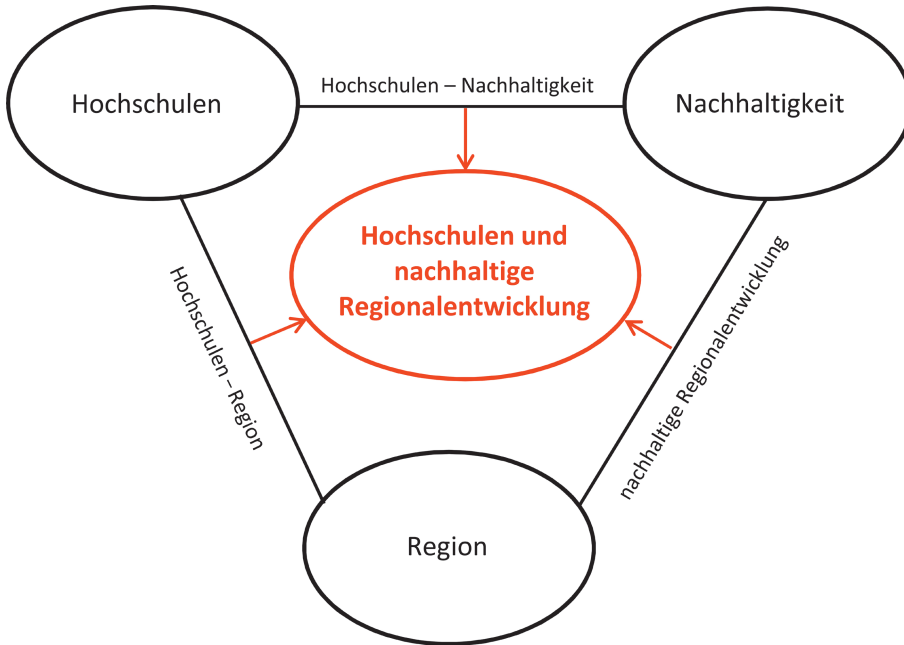 Hochschulen – Nachhaltigkeit
Hochschulen
Nachhaltigkeit
Hochschulen und
nachhaltige
Regionalentwicklung
Hochschulen – Region
nachhaltige Regionalentwicklung
Region